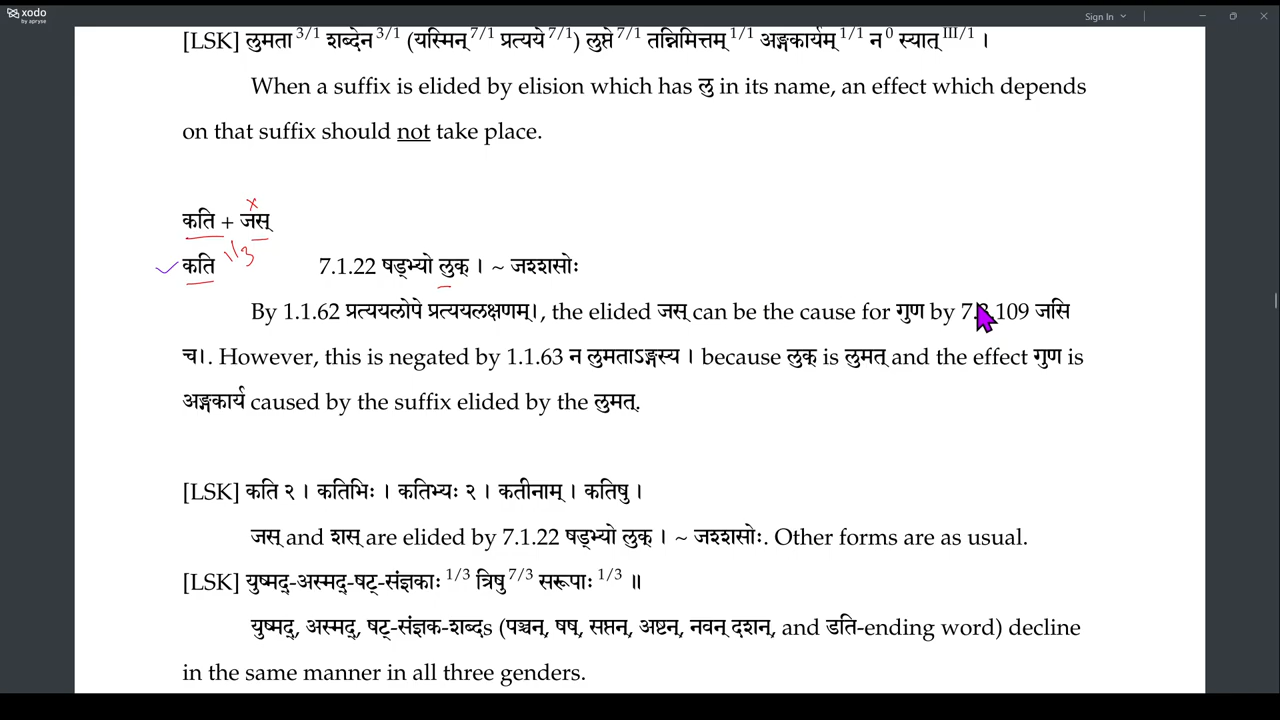 xodo
by apryse
Sign In
[LSK] लुमता 3/1 शब्देन 3/1 (यस्मिन् 7/1 प्रत्यये 7/1) लुप्ते 7/1 तन्निमित्तम् 1/1 अङ्गकार्यम् 1/1 न 0 स्यात् III/1 ।
When a suffix is elided by elision which has लु in its name, an effect which depends
on that suffix should not take place.
x
कति + जस्
कति 1/3 7.1.22 षड्भ्यो लुक् । ~ जश्शसोः
By 1.1.62 प्रत्ययलोपे प्रत्ययलक्षणम्।, the elided जस् can be the cause for गुण by 7.3.109 जसि
च।. However, this is negated by 1.1.63 न लुमताऽङ्गस्य । because लुक् is लुमत् and the effect गुण is
अङ्गकार्य caused by the suffix elided by the लुमत्.
[LSK] कति २ । कतिभिः । कतिभ्यः २ । कतीनाम् । कतिषु ।
जस् and शस् are elided by 7.1.22 षड्भ्यो लुक् । ~ जश्शसोः. Other forms are as usual.
[LSK] युष्मद्-अस्मद्-षट्-संज्ञकाः 1/3 त्रिषु 7/3 सरूपाः 1/3 ॥
युष्मद्, अस्मद्, षट्-संज्ञक-शब्दs (पञ्चन्, षष्, सप्तन्, अष्टन्, नवन् दशन्, and डति-ending word) decline
in the same manner in all three genders.